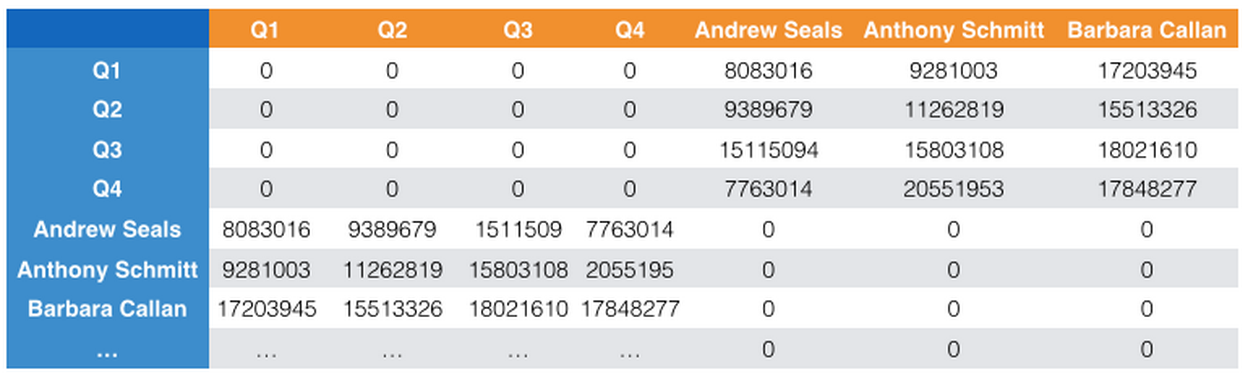 Q1 Q2 Q3 Q4 Andrew Seals Anthony Schmitt Barbara Callan
Q1 0 0 0 0 8083016 9281003 17203945
Q2 0 0 0 0 9389679 11262819 15513326
Q3 0 0 0 0 15115094 15803108 18021610
Q4 0 0 0 0 7763014 20551953 17848277
Andrew Seals 8083016 9389679 1511509 7763014 0 0 0
Anthony Schmitt 9281003 11262819 15803108 2055195 0 0 0
Barbara Callan 17203945 15513326 18021610 17848277 0 0 0
... ... ... ... ... 0 0 0